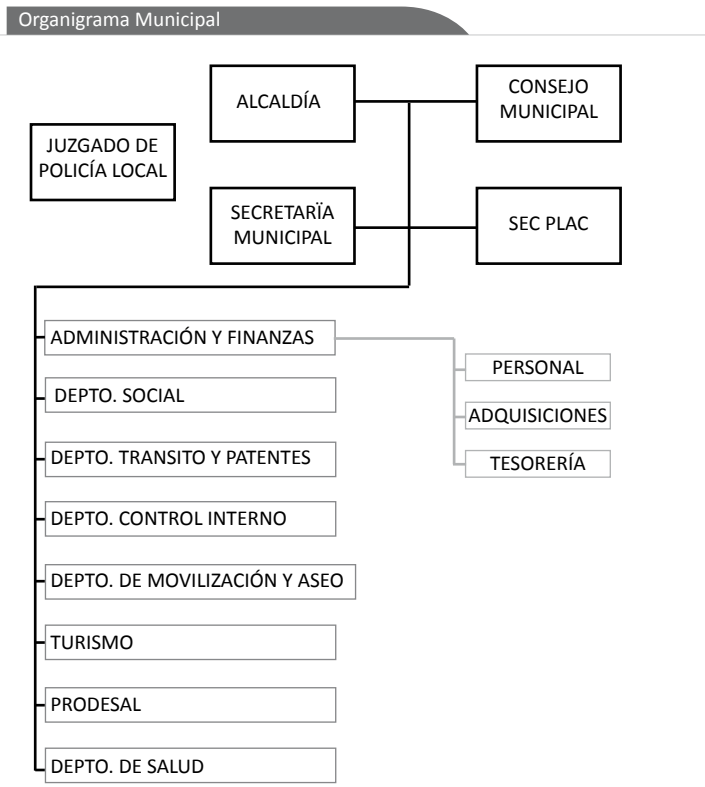 Organigrama Municipal
ALCALDÍA
CONSEJO
MUNICIPAL
JUZGADO DE
POLICÍA LOCAL
SECRETARÏA
MUNICIPAL
SEC PLAC
ADMINISTRACIÓN Y FINANZAS
PERSONAL
DEPTO. SOCIAL
ADQUISICIONES
DEPTO. TRANSITO Y PATENTES
TESORERÍA
DEPTO. CONTROL INTERNO
DEPTO. DE MOVILIZACIÓN Y ASEO
TURISMO
PRODESAL
DEPTO. DE SALUD